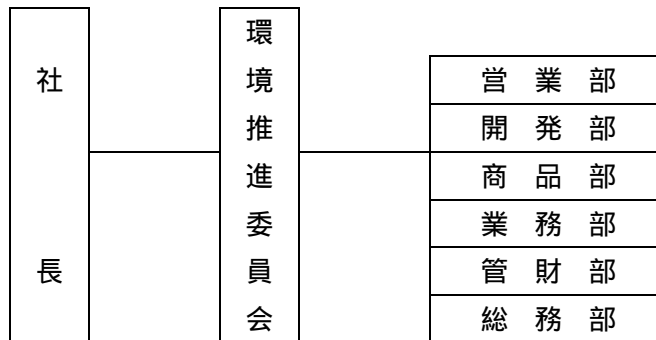 社長
環境推進委員会
営業部
開発部
商品部
業務部
管財部
総務部